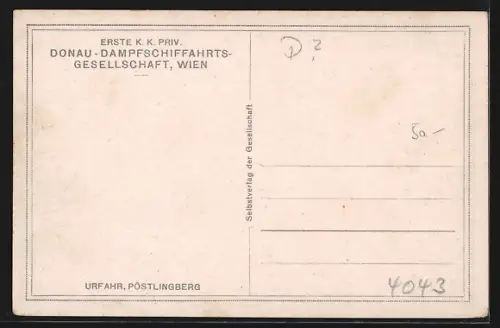 ERSTE K. K. PRIV.
DONAU-DAMPFSCHIFFAHRTS-
GESELLSCHAFT, WIEN
URFAHR, PÖSTLINGBERG
Selbstverlag der Gesellschaft
?
50-
4043